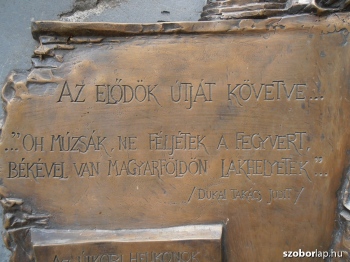 AZ ELŐDÖK ÚTJÁT KÖVETVE...
..."OH MÚZSÁK, NE FÉLJÉTEK A FEGYVERT,
BÉKÉVEL VAN MAGYARFÖLDÖN LAKHELYETEK"...
/DUKAI TAKÁCS JUDIT/
szoborlap.hu